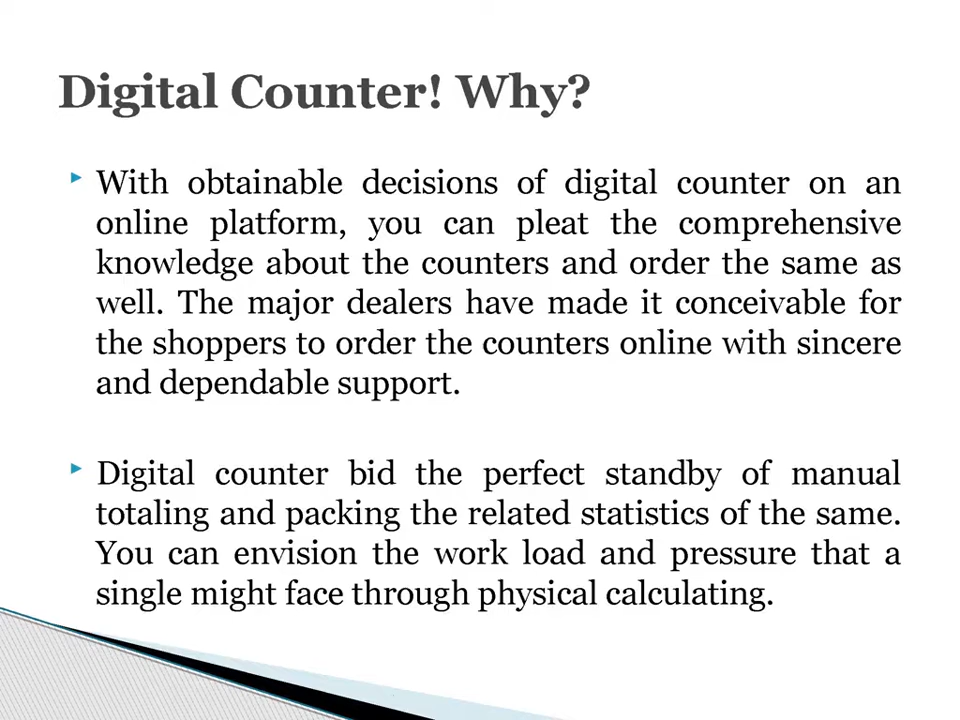 Digital Counter! Why?
With obtainable decisions of digital counter on an
online platform, you can pleat the comprehensive
knowledge about the counters and order the same as
well. The major dealers have made it conceivable for
the shoppers to order the counters online with sincere
and dependable support.
Digital counter bid the perfect standby of manual
totaling and packing the related statistics of the same.
You can envision the work load and pressure that a
single might face through physical calculating.